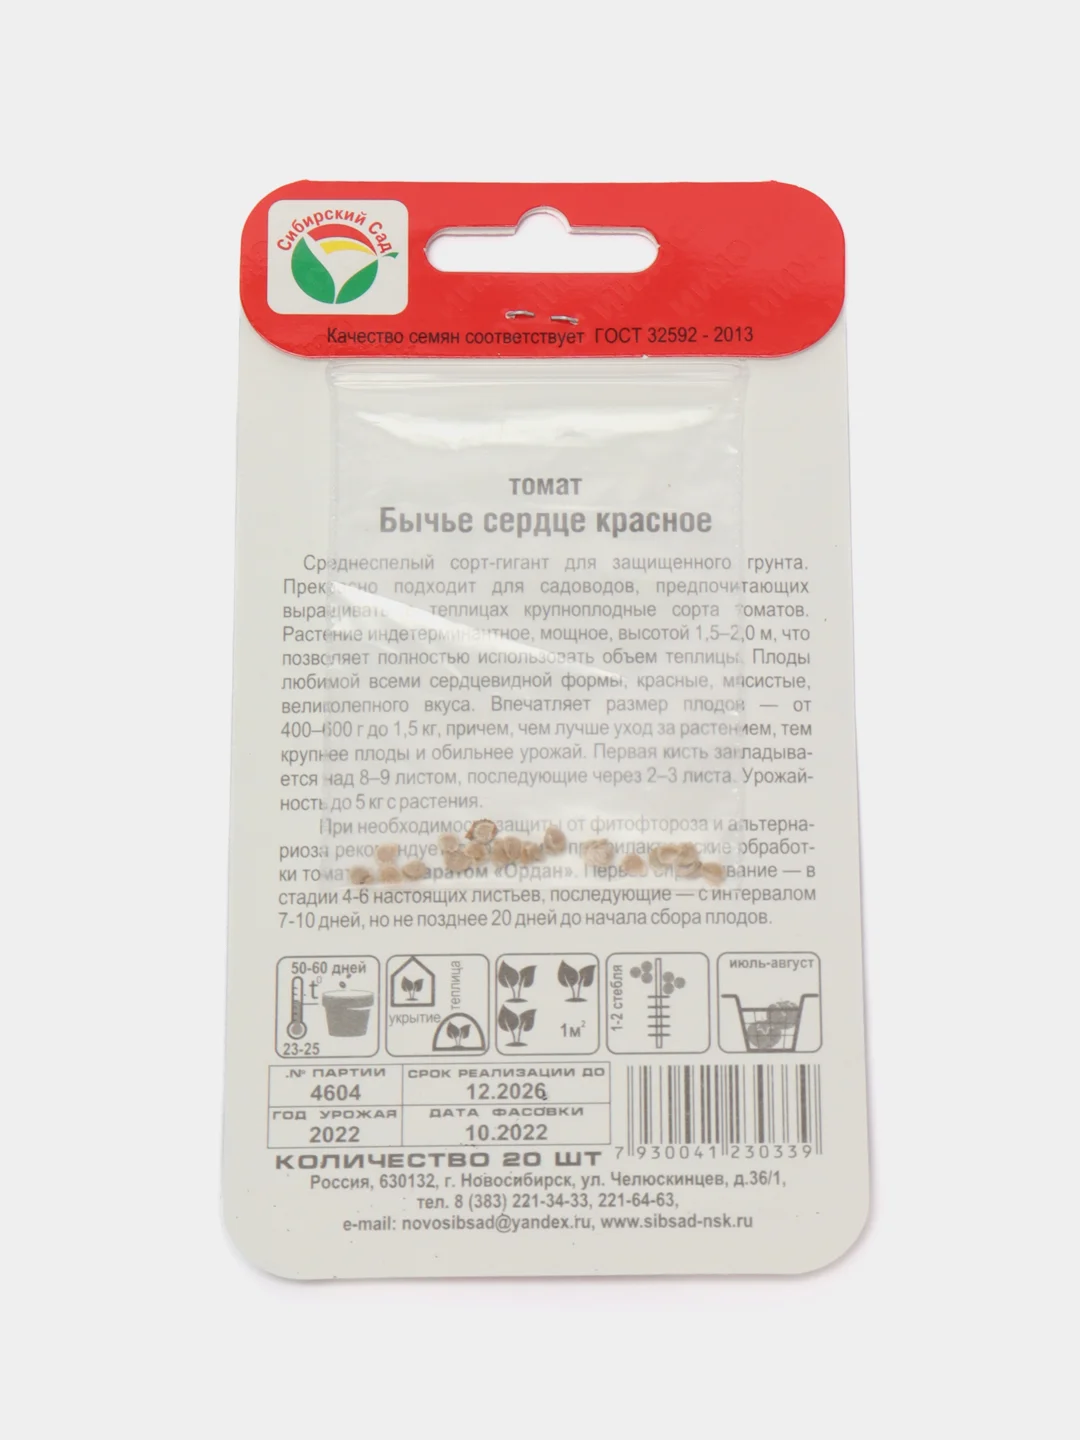 Сибирский Сад
Качество семян соответствует ГОСТ 32592 - 2013
томат
Бычье сердце красное
Среднеспелый сорт-гигант для защищенного грунта.
Прекрасно подходит для садоводов, предпочитающих
выращивать теплицах крупноплодные сорта томатов.
Растение индетерминантное, мощное, высотой 1,5–2,0 м, что
позволяет полностью использовать объем теплицы. Плоды
любимой всеми сердцевидной формы, красные, мясистые,
великолепного вкуса. Впечатляет размер плодов — от
400–600 г до 1,5 кг, причем, чем лучше уход за растением, тем
крупнее плоды и обильнее урожай. Первая кисть закладыва-
ется над 8–9 листом, последующие через 2–3 листа. Урожай-
ность до 5 кг с растения.
При необходимос защиты от фитофтороза и альтерна-
риоза обработ-
ки «Ордан». — в
стадии 4-6 настоящих листьев, последующие — с интервалом
7-10 дней, но не позднее 20 дней до начала сбора плодов.
50-60 дней
t⁰
23-25
укрытие
теплица
1м²
1-2 стебля
июль-август
.№ ПАРТИИ
4604
СРОК РЕАЛИЗАЦИИ ДО
12.2026
ГОД УРОЖАЯ
2022
ДАТА ФАСОВКИ
10.2022
7 930041 230339
КОЛИЧЕСТВО 20 ШТ
Россия, 630132, г. Новосибирск, ул. Челюскинцев, д.36/1,
тел. 8 (383) 221-34-33, 221-64-63,
e-mail: novosibsad@yandex.ru, www.sibsad-nsk.ru